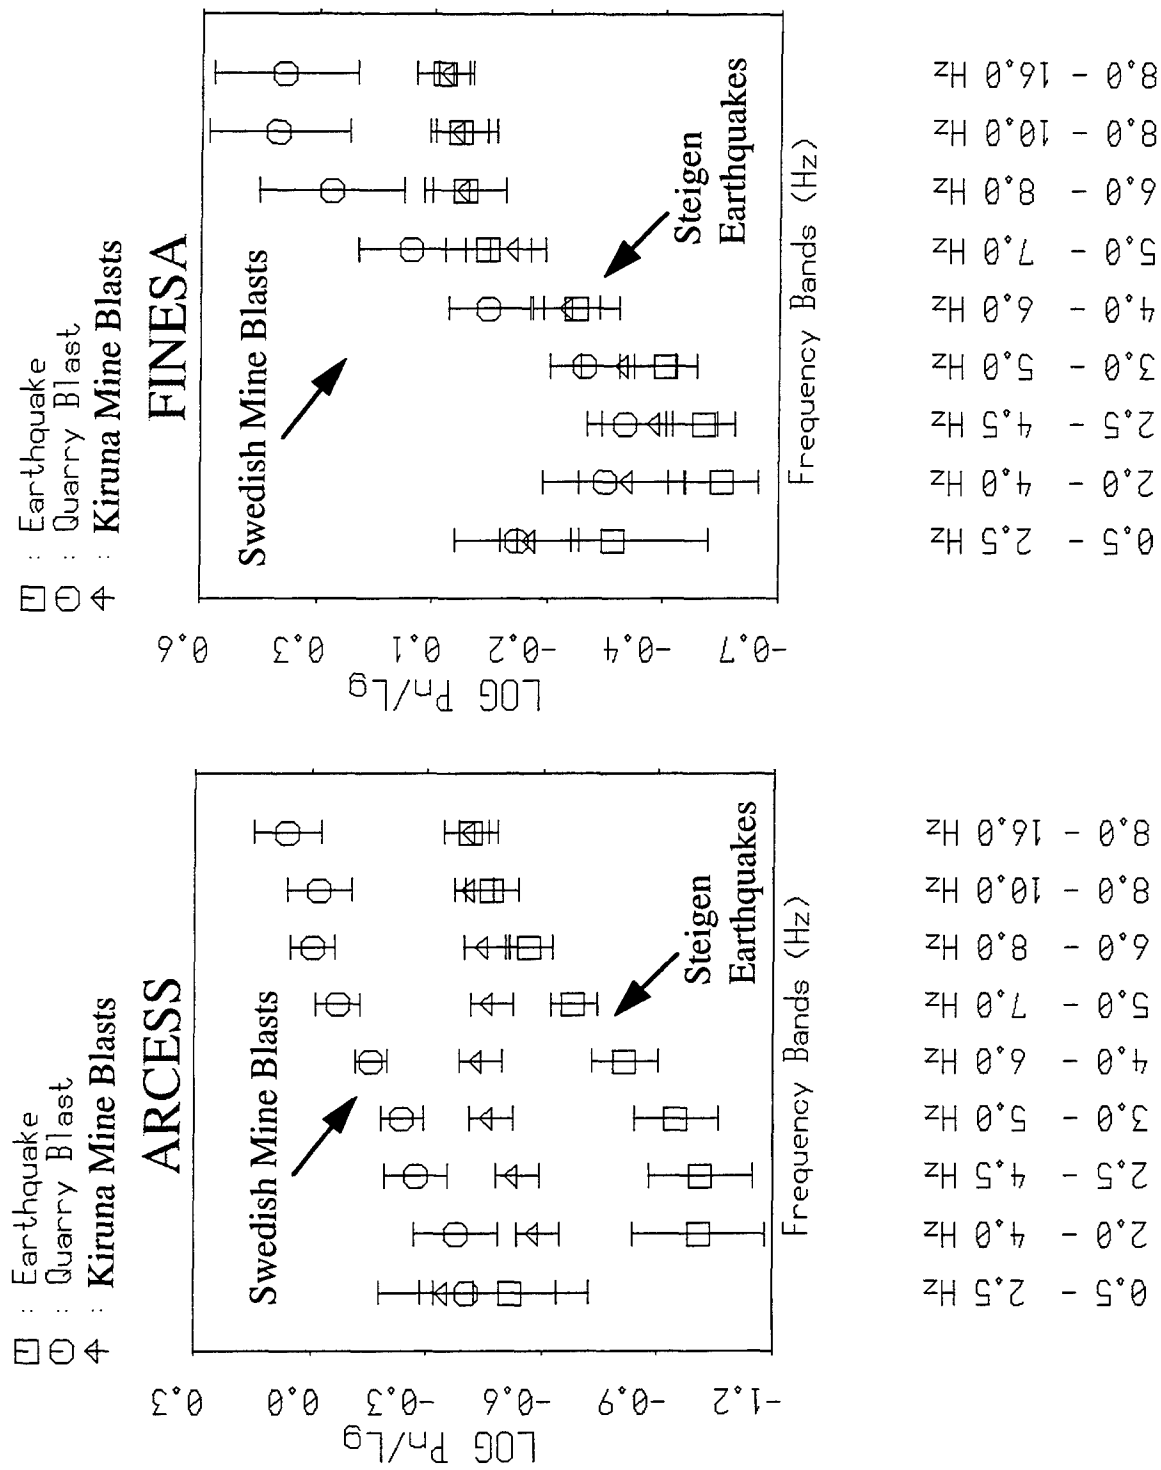 : Earthquake
: Quarry Blast
: Kiruna Mine Blasts
FINESA
Swedish Mine Blasts
Steigen
Earthquakes
0.6
0.3
0.1
-0.2
-0.4
-0.7
LOG Pn/Lg
Frequency Bands (Hz)
8.0 - 16.0 Hz
8.0 - 10.0 Hz
6.0 - 8.0 Hz
5.0 - 7.0 Hz
4.0 - 6.0 Hz
3.0 - 5.0 Hz
2.5 - 4.5 Hz
2.0 - 4.0 Hz
0.5 - 2.5 Hz
: Earthquake
: Quarry Blast
: Kiruna Mine Blasts
ARCESS
Swedish Mine Blasts
Steigen
Earthquakes
0.3
0.0
-0.3
-0.6
-0.9
-1.2
LOG Pn/Lg
Frequency Bands (Hz)
8.0 - 16.0 Hz
8.0 - 10.0 Hz
6.0 - 8.0 Hz
5.0 - 7.0 Hz
4.0 - 6.0 Hz
3.0 - 5.0 Hz
2.5 - 4.5 Hz
2.0 - 4.0 Hz
0.5 - 2.5 Hz